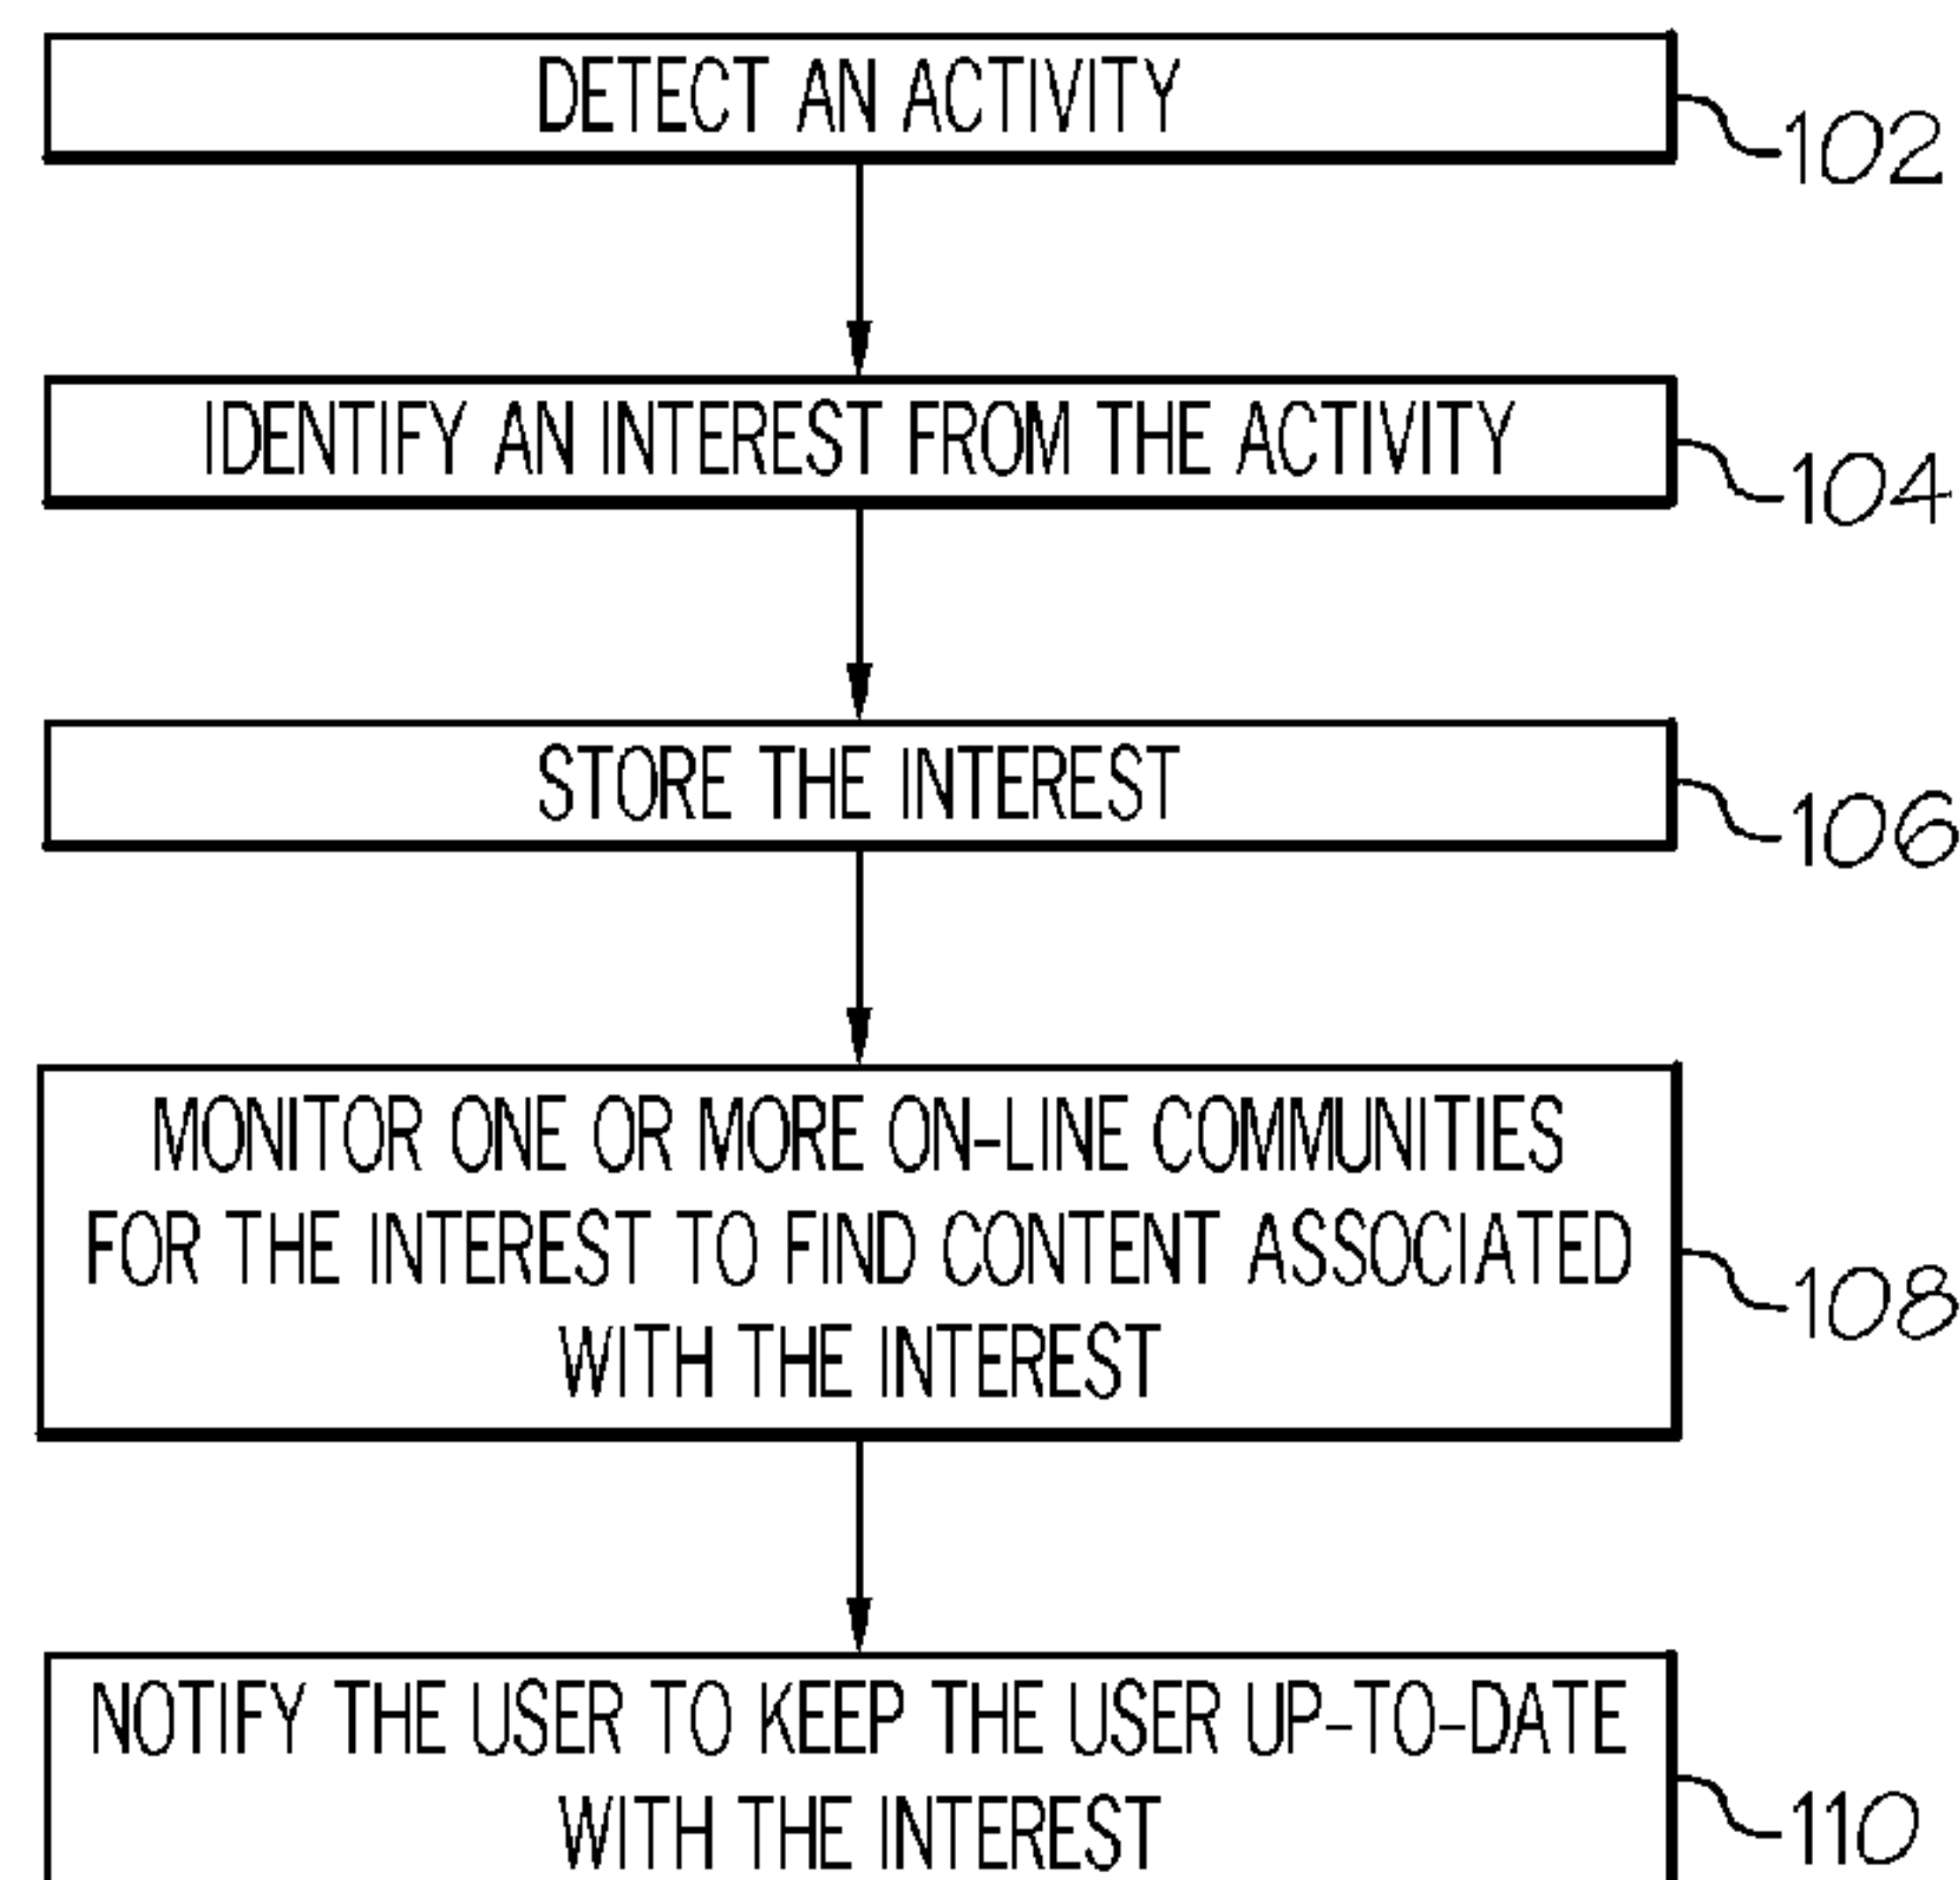 DETECT AN ACTIVITY
102
IDENTIFY AN INTEREST FROM THE ACTIVITY
104
STORE THE INTEREST
106
MONITOR ONE OR MORE ON-LINE COMMUNITIES
FOR THE INTEREST TO FIND CONTENT ASSOCIATED
WITH THE INTEREST
108
NOTIFY THE USER TO KEEP THE USER UP-TO-DATE
WITH THE INTEREST
110